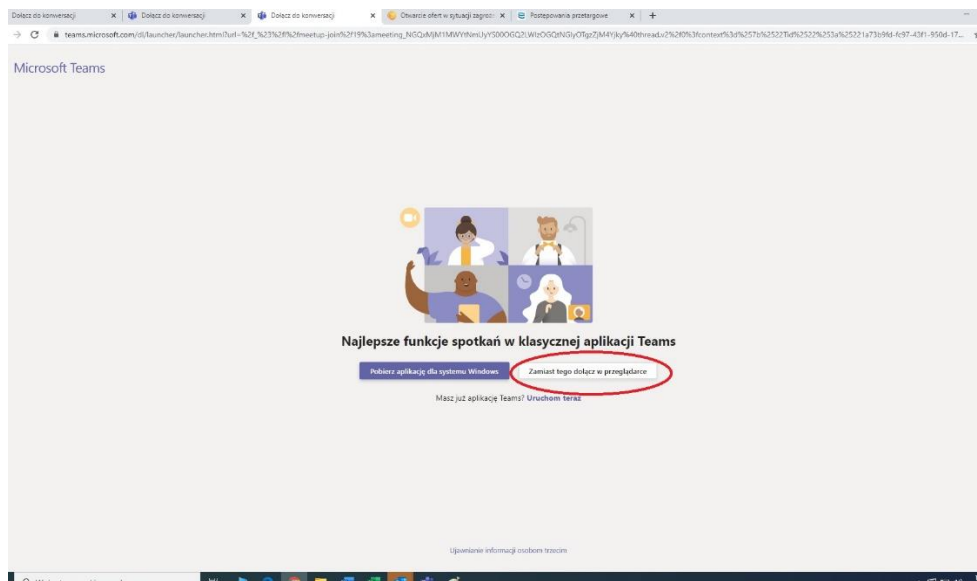 Dołącz do konwersacji
Dołącz do konwersacji
Dołącz do konwersacji
Otwarcie ofert w sytuacji zagroż
Postępowania przetargowe
Microsoft Teams
Najlepsze funkcje spotkań w klasycznej aplikacji Teams
Pobierz aplikację dla systemu Windows
Zamiast tego dołącz w przeglądarce
Masz już aplikację Teams? Uruchom teraz
Ujawnianie informacji osobom trzecim